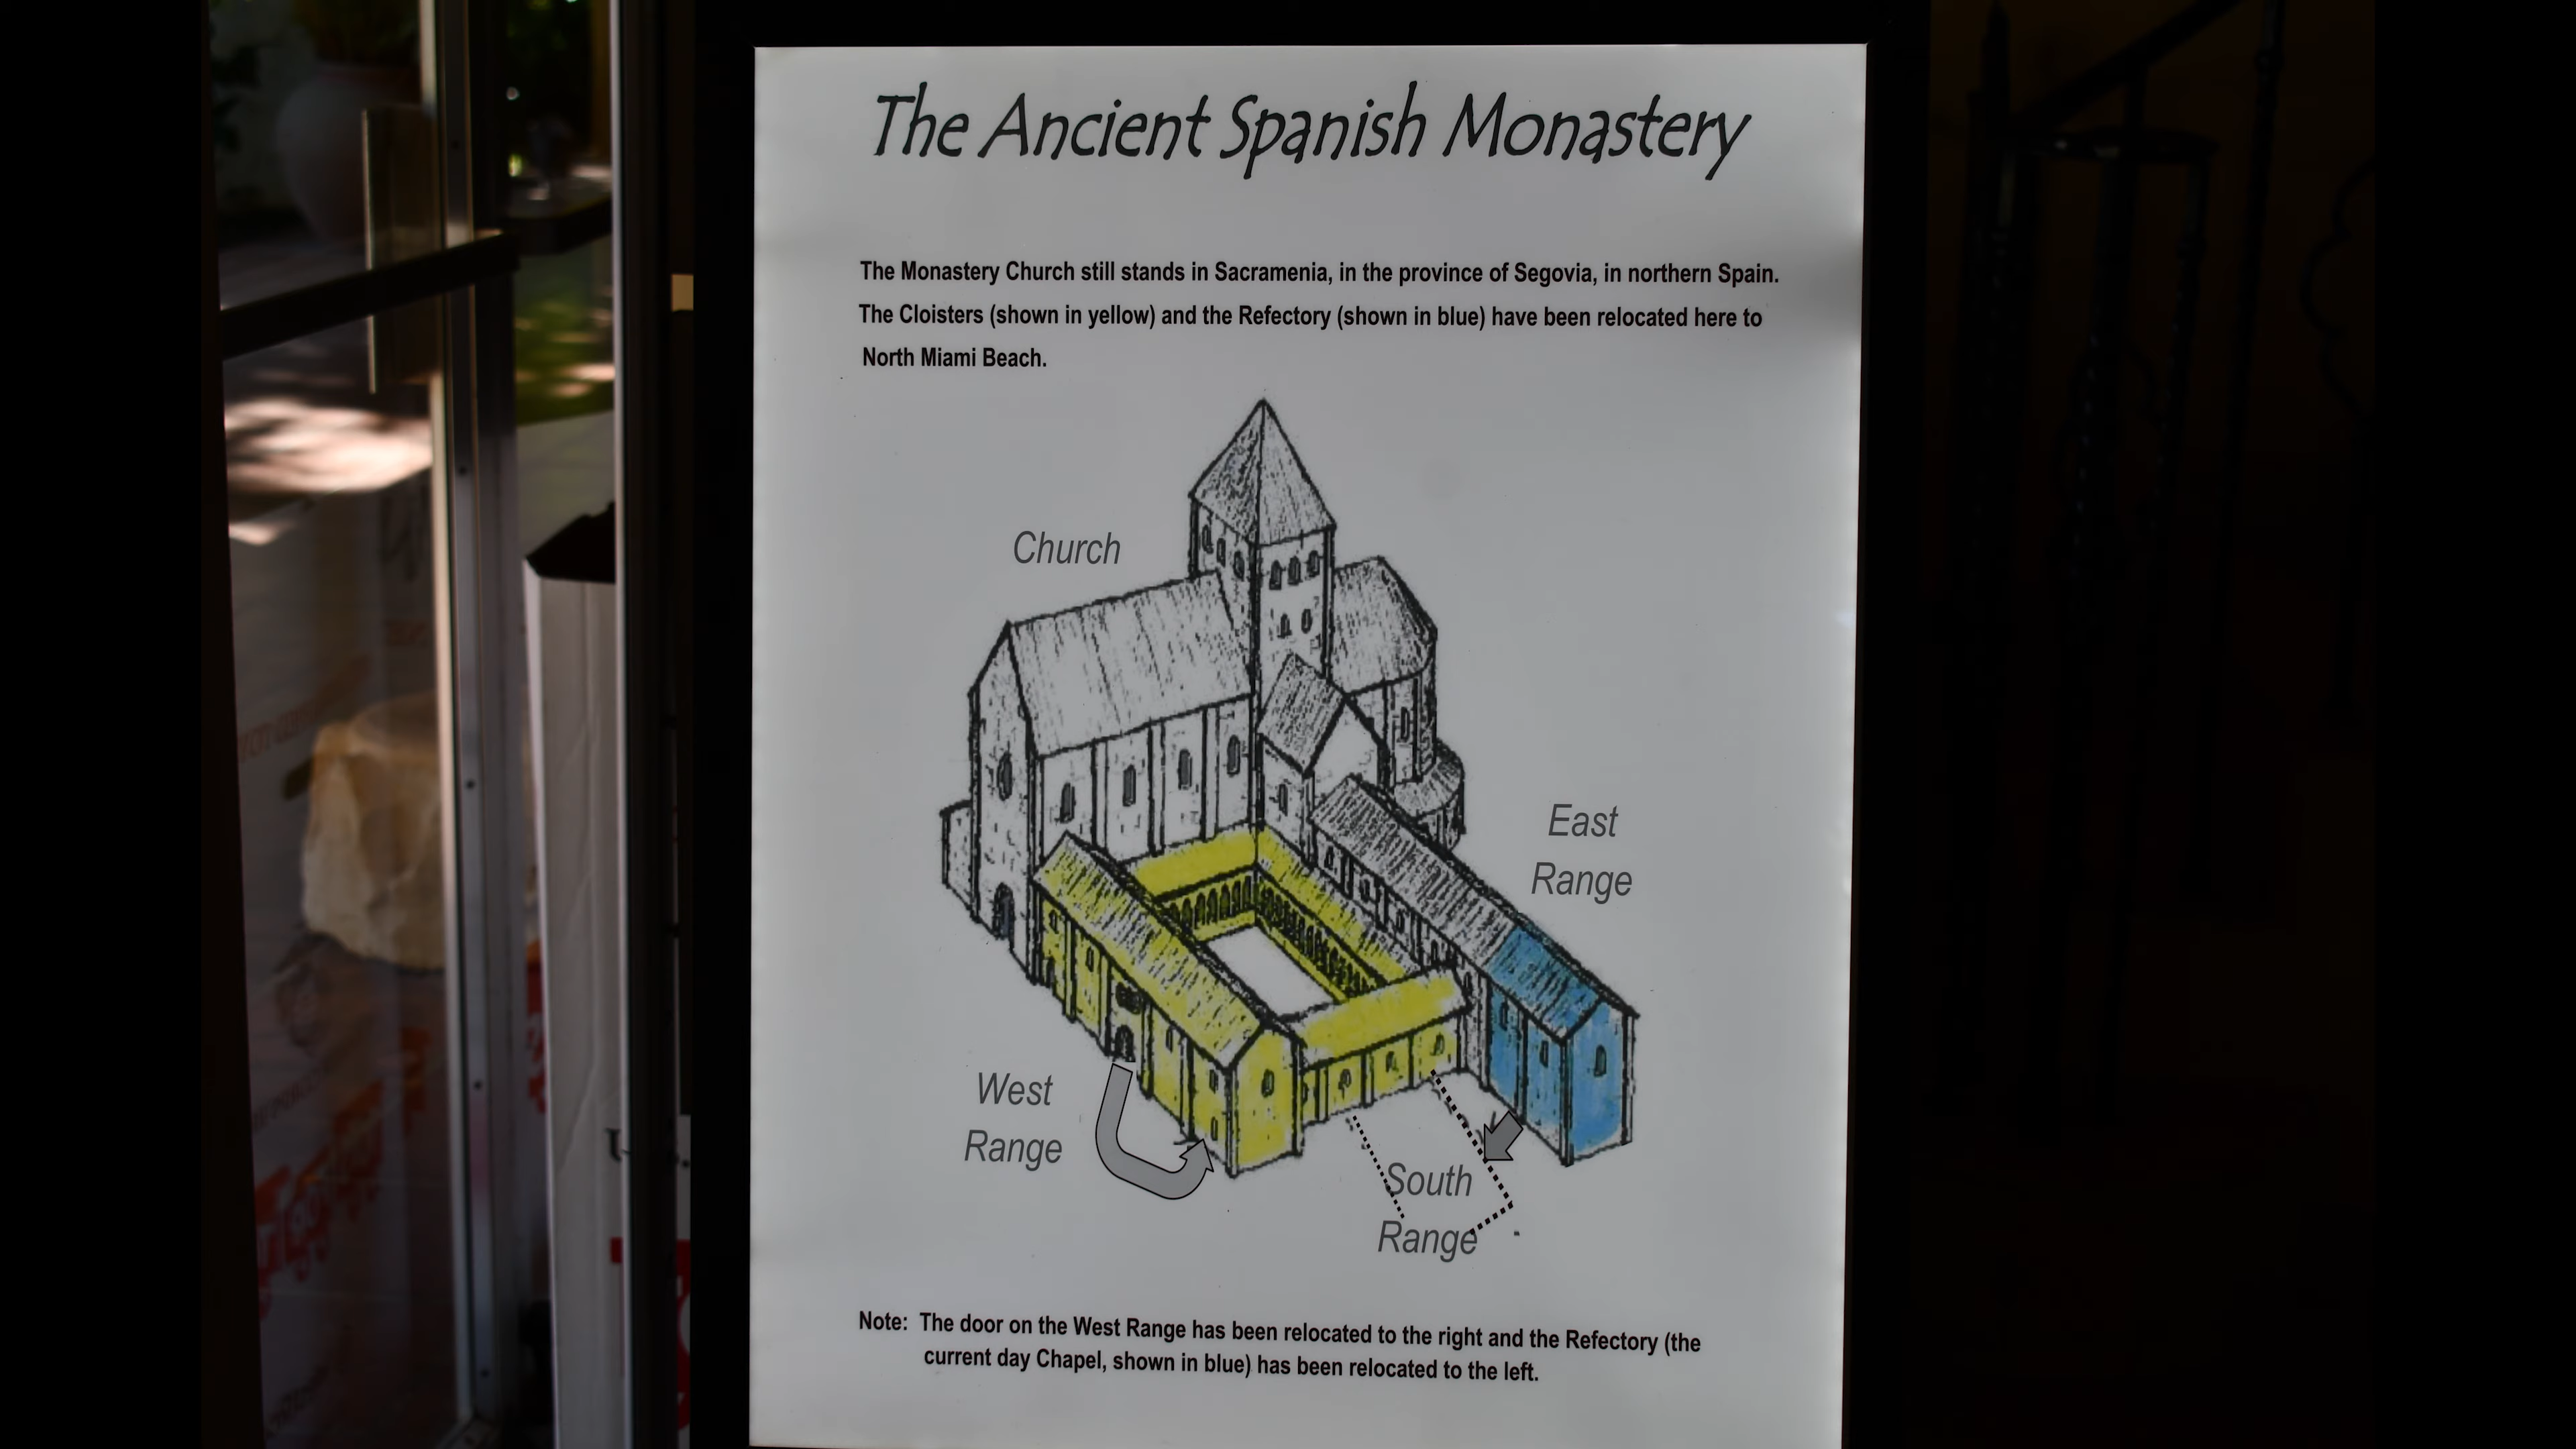 The Ancient Spanish Monastery
The Monastery Church still stands in Sacramenia, in the province of Segovia, in northern Spain.
The Cloisters (shown in yellow) and the Refectory (shown in blue) have been relocated here to
North Miami Beach.
Church
East
Range
West
Range
South
Range
Note: The door on the West Range has been relocated to the right and the Refectory (the
current day Chapel, shown in blue) has been relocated to the left.